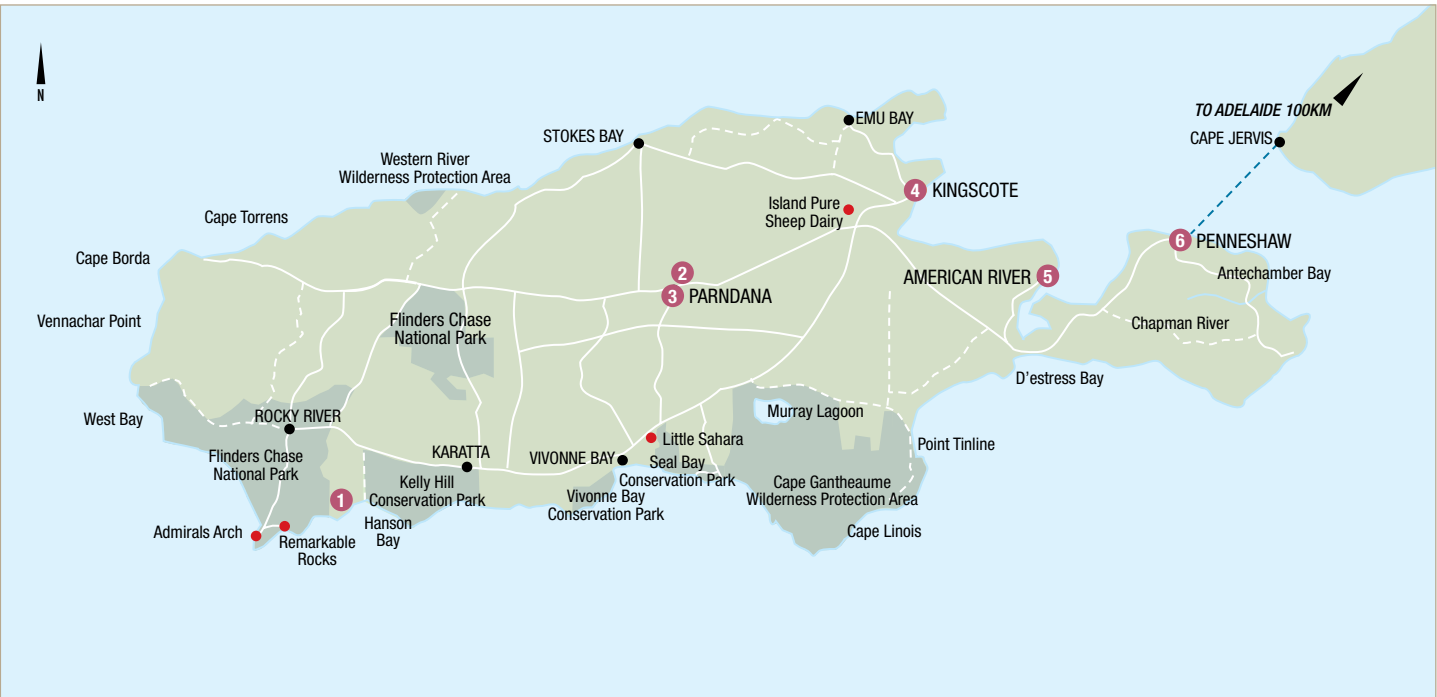 N
TO ADELAIDE 100KM
CAPE JERVIS
EMU BAY
STOKES BAY
Western River
Wilderness Protection Area
4 KINGSCOTE
Island Pure
Sheep Dairy
Cape Torrens
6 PENNESHAW
Cape Borda
Antechamber Bay
2
AMERICAN RIVER 5
3 PARNDANA
Vennachar Point
Flinders Chase
National Park
Chapman River
D'estress Bay
West Bay
ROCKY RIVER
Murray Lagoon
Little Sahara
Point Tinline
Flinders Chase
National Park
KARATTA
VIVONNE BAY
Seal Bay
Conservation Park
Kelly Hill
Conservation Park
Cape Gantheaume
Wilderness Protection Area
1
Vivonne Bay
Conservation Park
Hanson
Bay
Admirals Arch
Cape Linois
Remarkable
Rocks